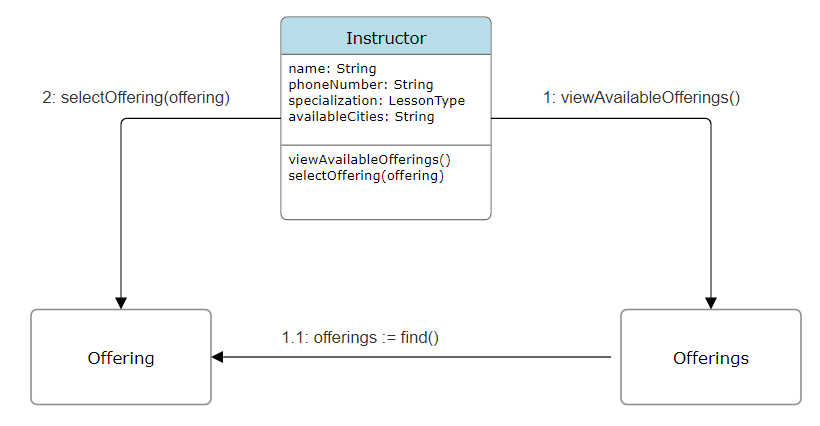 Instructor
name: String
phoneNumber: String
specialization: LessonType
availableCities: String
viewAvailableOfferings()
selectOffering(offering)
2: selectOffering(offering)
1: viewAvailableOfferings()
1.1: offerings := find()
Offering
Offerings